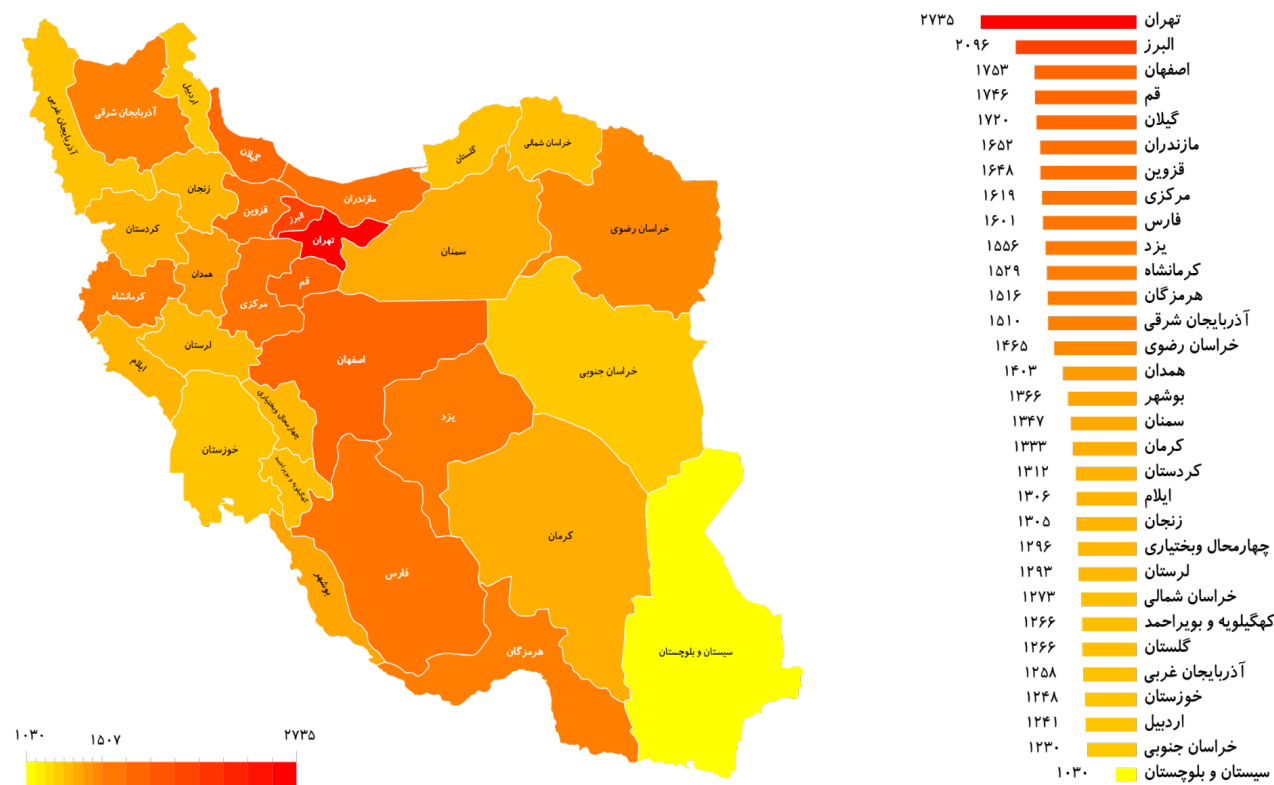 آذربایجان غربی
آذربایجان شرقی
اردبیل
گیلان
زنجان
کردستان
قزوین
البرز
تهران
مازندران
گلستان
خراسان شمالی
خراسان رضوی
سمنان
همدان
کرمانشاه
مرکزی
قم
ایلام
لرستان
اصفهان
خراسان جنوبی
یزد
چهارمحال وبختیاری
خوزستان
کهگیلویه و بویراحمد
کرمان
فارس
بوشهر
هرمزگان
سیستان و بلوچستان
۱۰۳۰
۱۵۰۷
۲۷۳۵
تهران ۲۷۳۵
البرز ۲۰۹۶
اصفهان ۱۷۵۳
قم ۱۷۴۶
گیلان ۱۷۲۰
مازندران ۱۶۵۲
قزوین ۱۶۴۸
مرکزی ۱۶۱۹
فارس ۱۶۰۱
یزد ۱۵۵۶
کرمانشاه ۱۵۲۹
هرمزگان ۱۵۱۶
آذربایجان شرقی ۱۵۱۰
خراسان رضوی ۱۴۶۵
همدان ۱۴۰۳
بوشهر ۱۳۶۶
سمنان ۱۳۴۷
کرمان ۱۳۳۳
کردستان ۱۳۱۲
ایلام ۱۳۰۶
زنجان ۱۳۰۵
چهارمحال وبختیاری ۱۲۹۶
لرستان ۱۲۹۳
خراسان شمالی ۱۲۷۳
کهگیلویه و بویراحمد ۱۲۶۶
گلستان ۱۲۶۶
آذربایجان غربی ۱۲۵۸
خوزستان ۱۲۴۸
اردبیل ۱۲۴۱
خراسان جنوبی ۱۲۳۰
سیستان و بلوچستان ۱۰۳۰